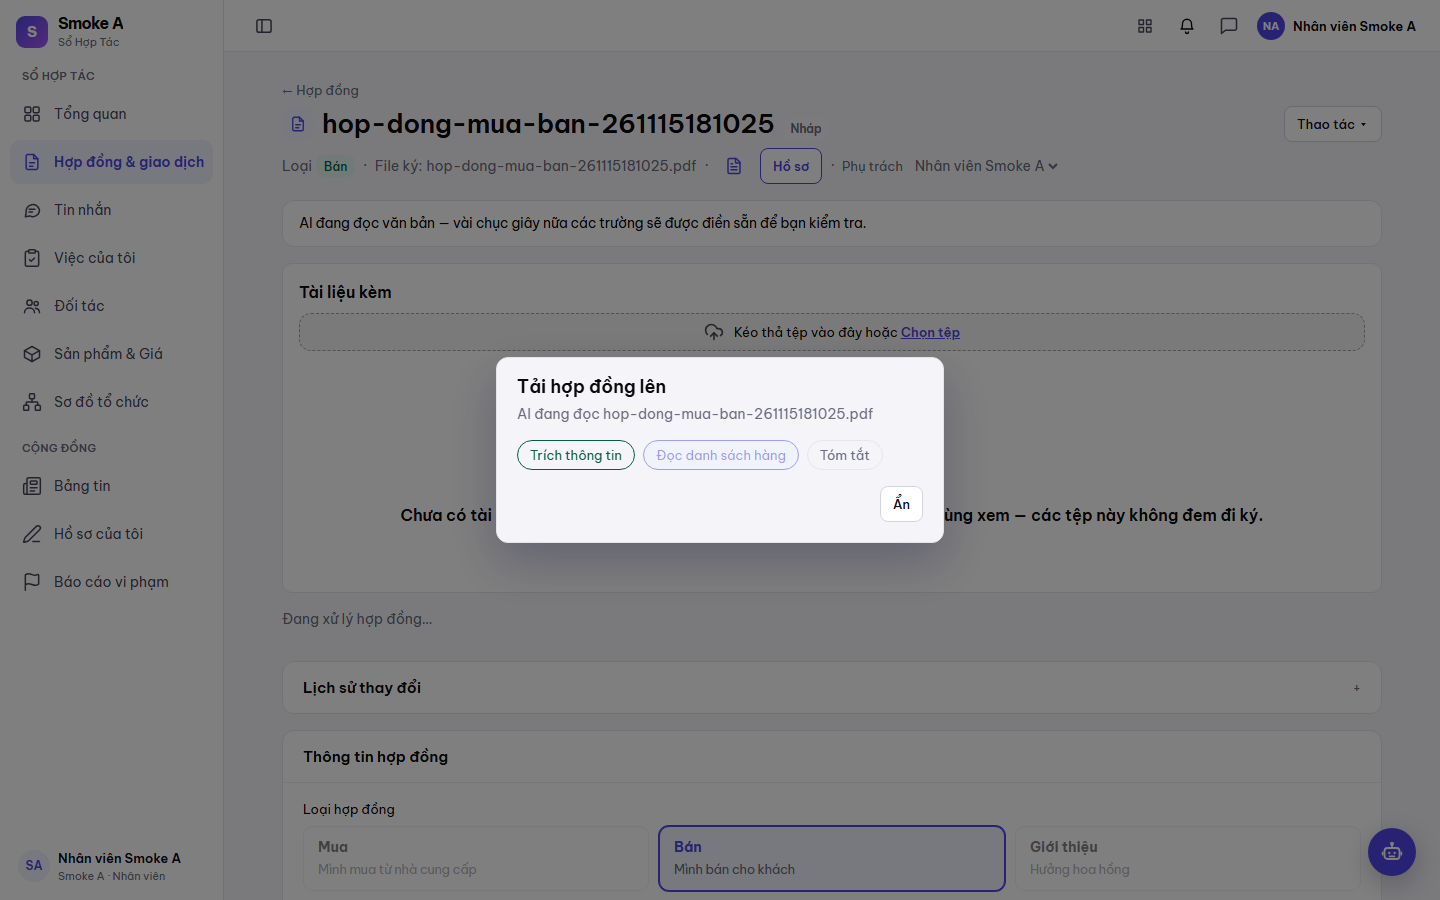 S
Smoke A
Sổ Hợp Tác
SỔ HỢP TÁC
Tổng quan
Hợp đồng & giao dịch
Tin nhắn
Việc của tôi
Đối tác
Sản phẩm & Giá
Sơ đồ tổ chức
CỘNG ĐỒNG
Bảng tin
Hồ sơ của tôi
Báo cáo vi phạm
SA
Nhân viên Smoke A
Smoke A · Nhân viên
NA Nhân viên Smoke A
← Hợp đồng
hop-dong-mua-ban-261115181025 Nháp
Thao tác
Loại Bán · File ký: hop-dong-mua-ban-261115181025.pdf · Hồ sơ · Phụ trách Nhân viên Smoke A
AI đang đọc văn bản — vài chục giây nữa các trường sẽ được điền sẵn để bạn kiểm tra.
Tài liệu kèm
Kéo thả tệp vào đây hoặc Chọn tệp
Tải hợp đồng lên
AI đang đọc hop-dong-mua-ban-261115181025.pdf
Trích thông tin Đọc danh sách hàng Tóm tắt
Ẩn
Chưa có tài ùng xem — các tệp này không đem đi ký.
Đang xử lý hợp đồng...
Lịch sử thay đổi +
Thông tin hợp đồng
Loại hợp đồng
Mua
Mình mua từ nhà cung cấp
Bán
Mình bán cho khách
Giới thiệu
Hưởng hoa hồng